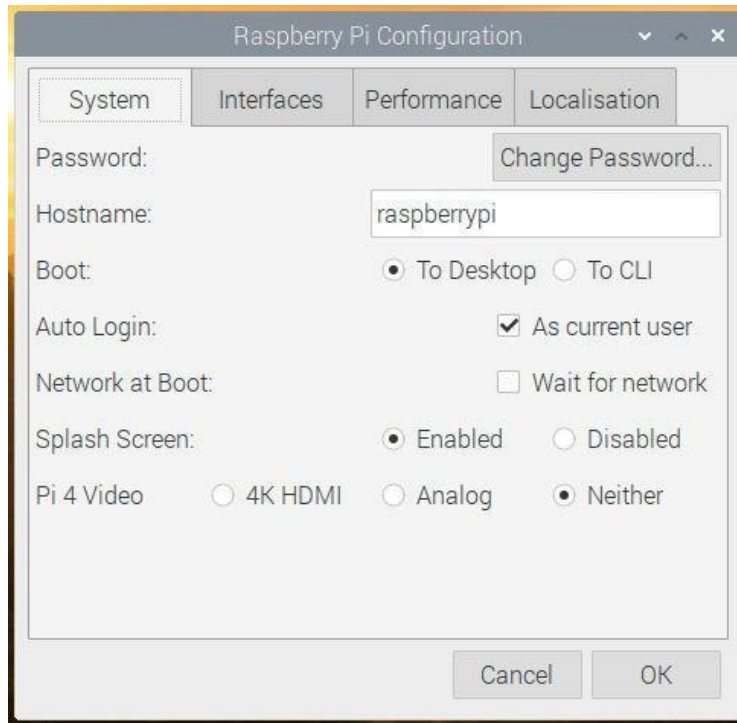 Raspberry Pi Configuration
System Interfaces Performance Localisation
Password: Change Password...
Hostname: raspberrypi
Boot: To Desktop To CLI
Auto Login: As current user
Network at Boot: Wait for network
Splash Screen: Enabled Disabled
Pi 4 Video 4K HDMI Analog Neither
Cancel OK